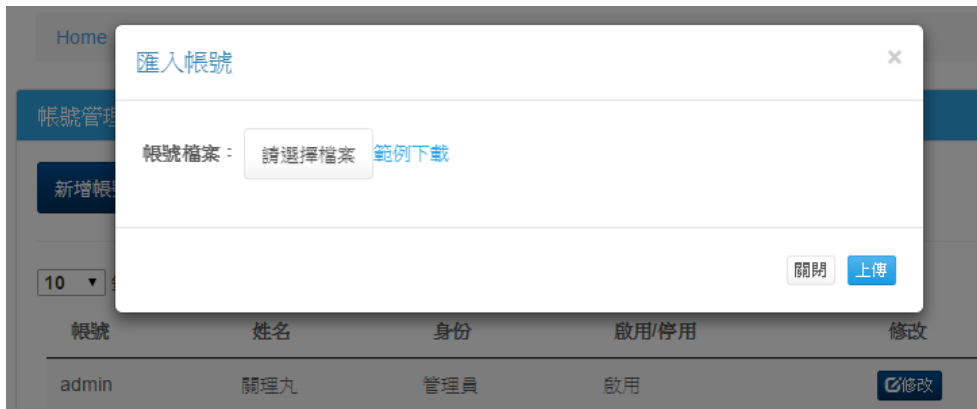 Home
匯入帳號
×
帳號管理
帳號檔案：
請選擇檔案
範例下載
新增帳
關閉
上傳
10
帳號
姓名
身份
啟用/停用
修改
admin
關理丸
管理員
啟用
修改